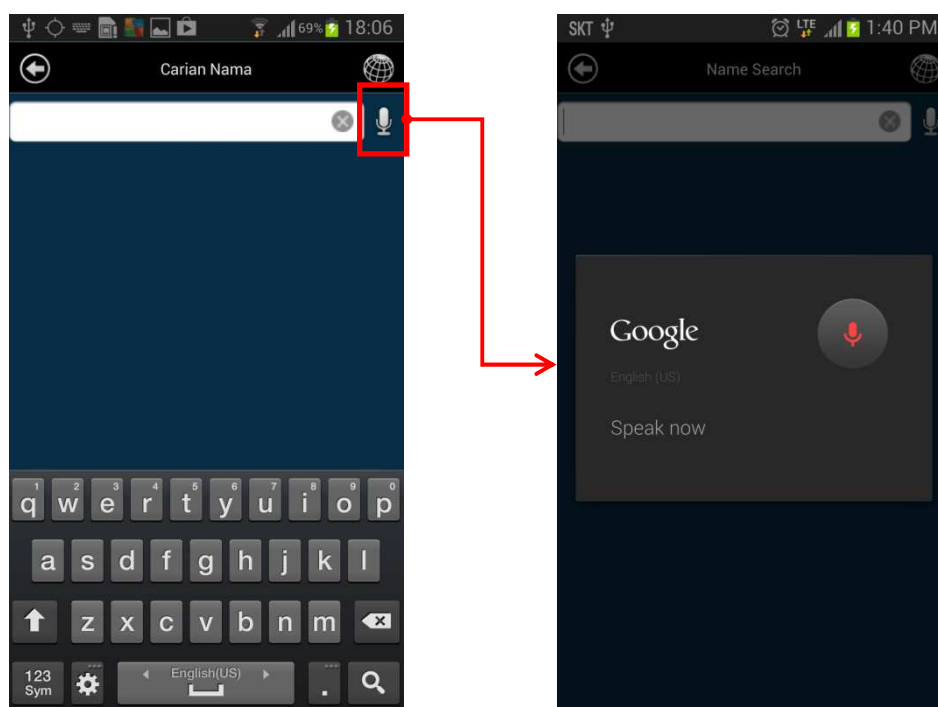 69% 18:06
Carian Nama
1 2 3 4 5 6 7 8 9 0
q w e r t y u i o p
a s d f g h j k l
z x c v b n m
123
Sym
English(US)
.
SKT LTE 1:40 PM
Name Search
Google
English (US)
Speak now